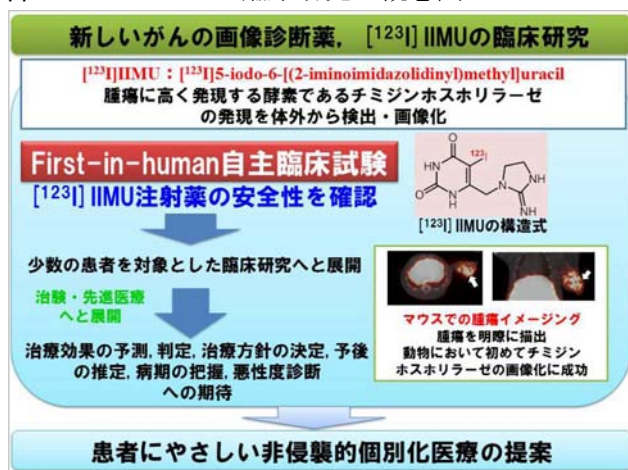 新しいがんの画像診断薬, [¹²³I] IIMUの臨床研究
[¹²³I]IIMU：[¹²³I]5-iodo-6-[(2-iminoimidazolidinyl)methyl]uracil
腫瘍に高く発現する酵素であるチミジンホスホリラーゼ
の発現を体外から検出・画像化
First-in-human自主臨床試験
[¹²³I] IIMU注射薬の安全性を確認
O
¹²³I
HN
NH
O
N
H
N
NH
[¹²³I] IIMUの構造式
少数の患者を対象とした臨床研究へと展開
治験・先進医療
へと展開
治療効果の予測, 判定, 治療方針の決定, 予後
の推定, 病期の把握, 悪性度診断
への期待
マウスでの腫瘍イメージング
腫瘍を明瞭に描出
動物において初めてチミジン
ホスホリラーゼの画像化に成功
患者にやさしい非侵襲的個別化医療の提案